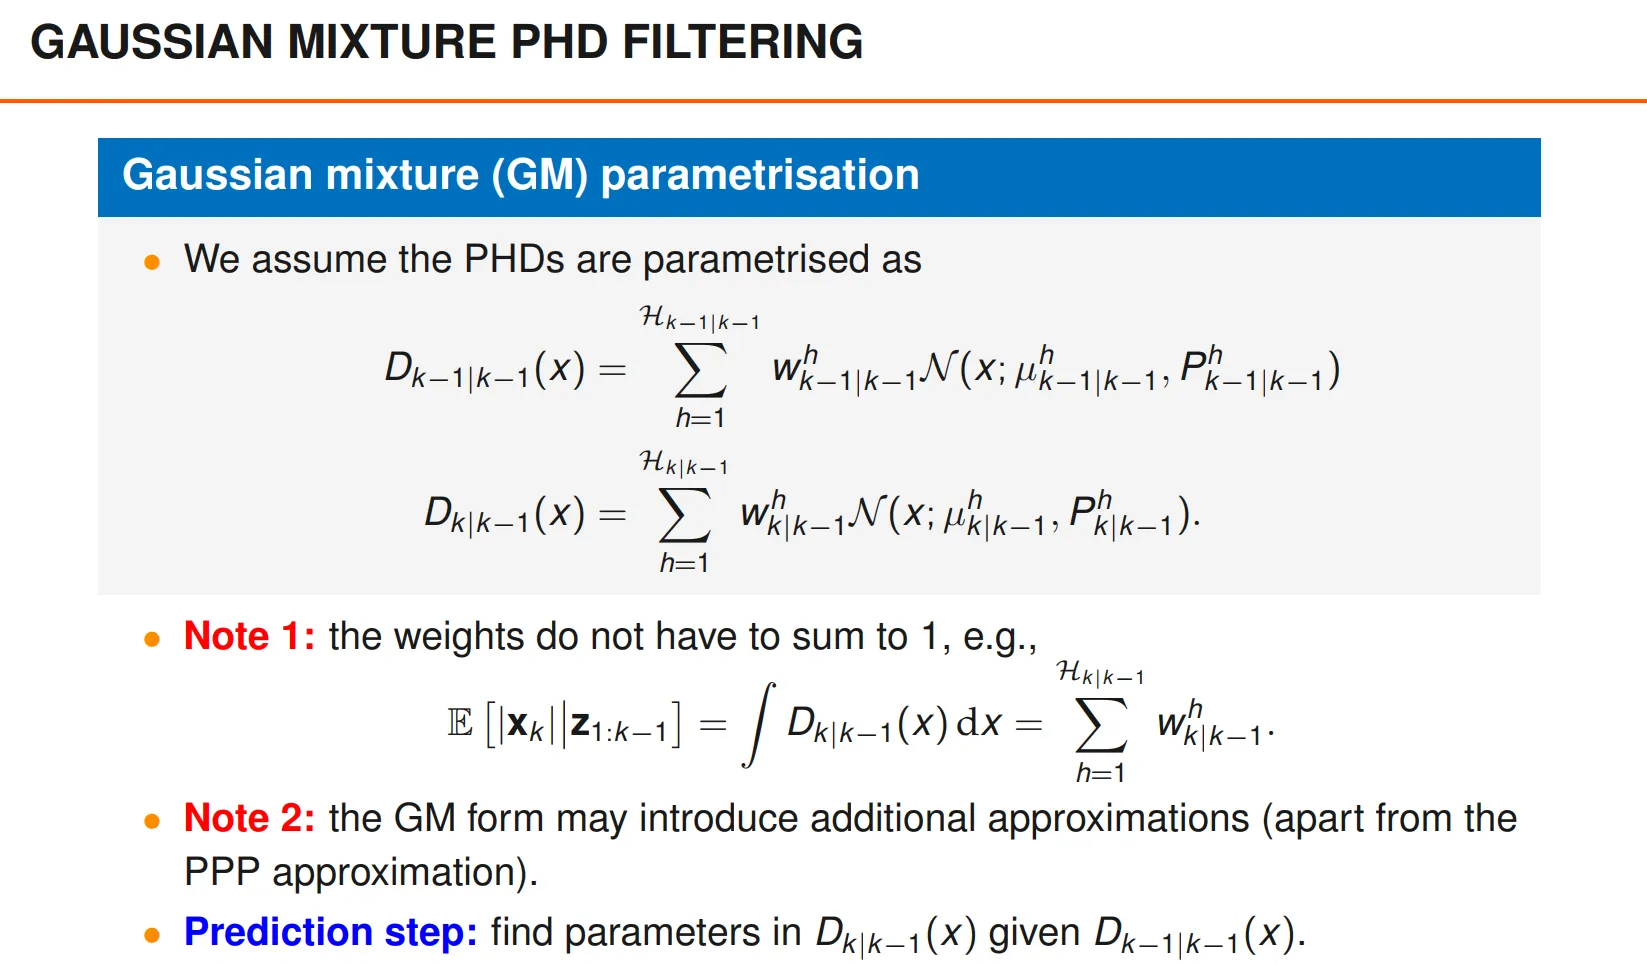 GAUSSIAN MIXTURE PHD FILTERING
Gaussian mixture (GM) parametrisation
• We assume the PHDs are parametrised as
$D_{k-1|k-1}(x) = \sum_{h=1}^{\mathcal{H}_{k-1|k-1}} w_{k-1|k-1}^{h} \mathcal{N}(x; \mu_{k-1|k-1}^{h}, P_{k-1|k-1}^{h})$
$D_{k|k-1}(x) = \sum_{h=1}^{\mathcal{H}_{k|k-1}} w_{k|k-1}^{h} \mathcal{N}(x; \mu_{k|k-1}^{h}, P_{k|k-1}^{h}).$
• Note 1: the weights do not have to sum to 1, e.g.,
$\mathbb{E}\left[|\mathbf{x}_k| \big| \mathbf{z}_{1:k-1}\right] = \int D_{k|k-1}(x) \, \mathrm{d}x = \sum_{h=1}^{\mathcal{H}_{k|k-1}} w_{k|k-1}^{h}.$
• Note 2: the GM form may introduce additional approximations (apart from the
PPP approximation).
• Prediction step: find parameters in $D_{k|k-1}(x)$ given $D_{k-1|k-1}(x)$.